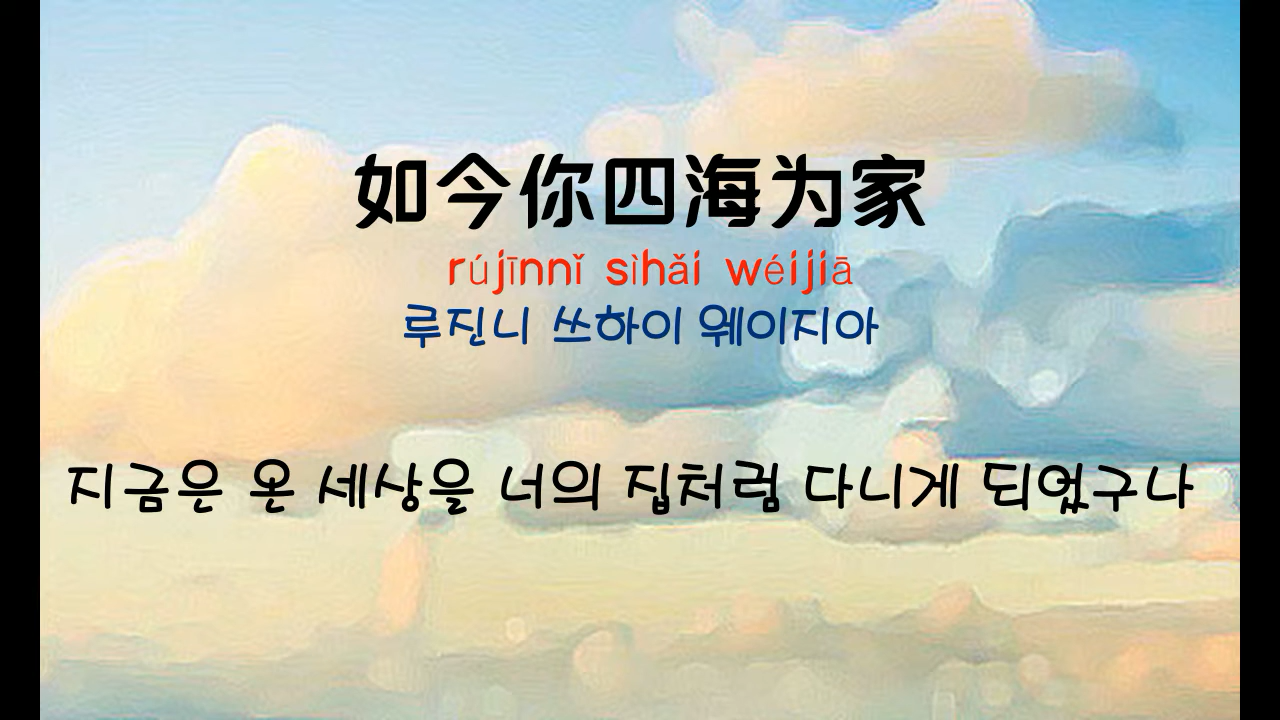 如今你四海为家
rújīnnǐ sìhǎi wéijiā
루진니 쓰하이 웨이지아
지금은 온 세상을 너의 집처럼 다니게 되었구나